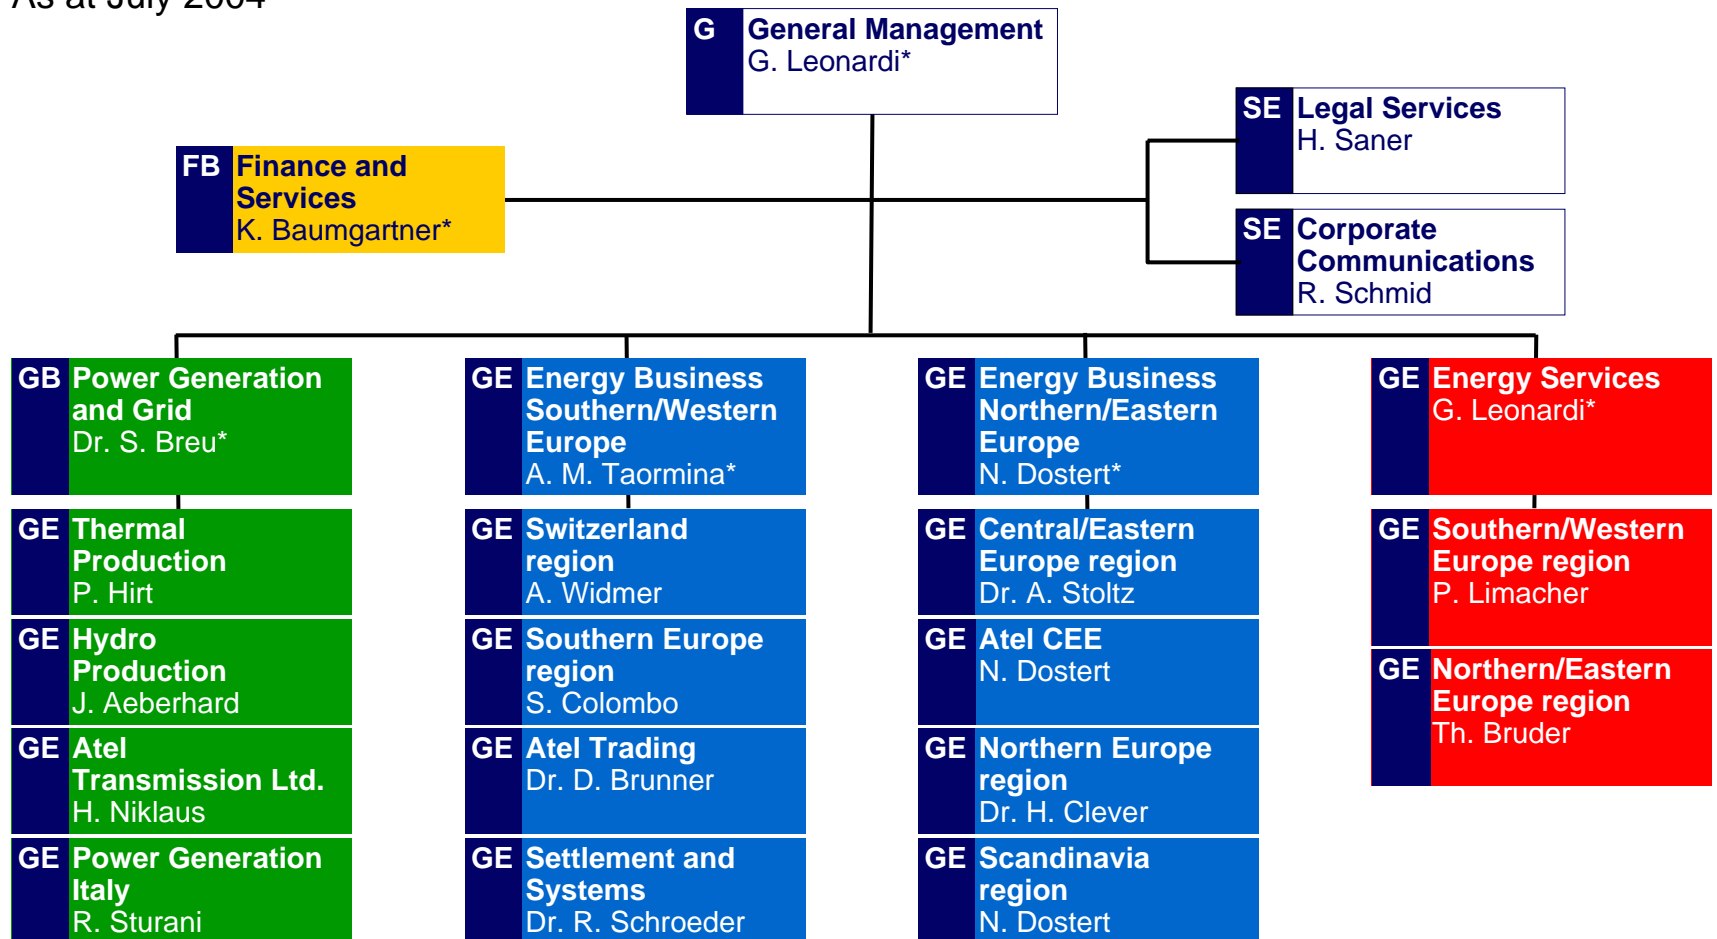 As at July 2004
G General Management
G. Leonardi*
SE Legal Services
H. Saner
FB Finance and
Services
K. Baumgartner*
SE Corporate
Communications
R. Schmid
GB Power Generation
and Grid
Dr. S. Breu*
GE Thermal
Production
P. Hirt
GE Hydro
Production
J. Aeberhard
GE Atel
Transmission Ltd.
H. Niklaus
GE Power Generation
Italy
R. Sturani
GE Energy Business
Southern/Western
Europe
A. M. Taormina*
GE Switzerland
region
A. Widmer
GE Southern Europe
region
S. Colombo
GE Atel Trading
Dr. D. Brunner
GE Settlement and
Systems
Dr. R. Schroeder
GE Energy Business
Northern/Eastern
Europe
N. Dostert*
GE Central/Eastern
Europe region
Dr. A. Stoltz
GE Atel CEE
N. Dostert
GE Northern Europe
region
Dr. H. Clever
GE Scandinavia
region
N. Dostert
GE Energy Services
G. Leonardi*
GE Southern/Western
Europe region
P. Limacher
GE Northern/Eastern
Europe region
Th. Bruder